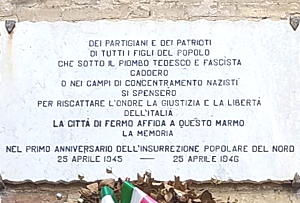 DEI PARTIGIANI E DEI PATRIOTI
DI TUTTI I FIGLI DEL POPOLO
CHE SOTTO IL PIOMBO TEDESCO E FASCISTA
CADDERO
O NEI CAMPI DI CONCENTRAMENTO NAZISTI
SI SPENSERO
PER RISCATTARE L'ONORE LA GIUSTIZIA E LA LIBERTÀ
DELL'ITALIA
LA CITTÀ DI FERMO AFFIDA A QUESTO MARMO
LA MEMORIA
NEL PRIMO ANNIVERSARIO DELL'INSURREZIONE POPOLARE DEL NORD
25 APRILE 1945 — 25 APRILE 1946